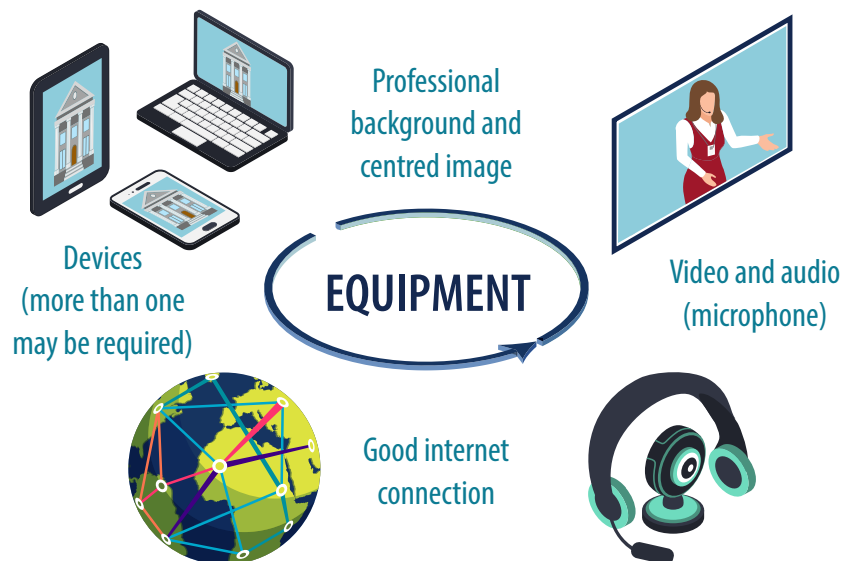 Professional
background and
centred image
Devices
(more than one
may be required)
EQUIPMENT
Video and audio
(microphone)
Good internet
connection